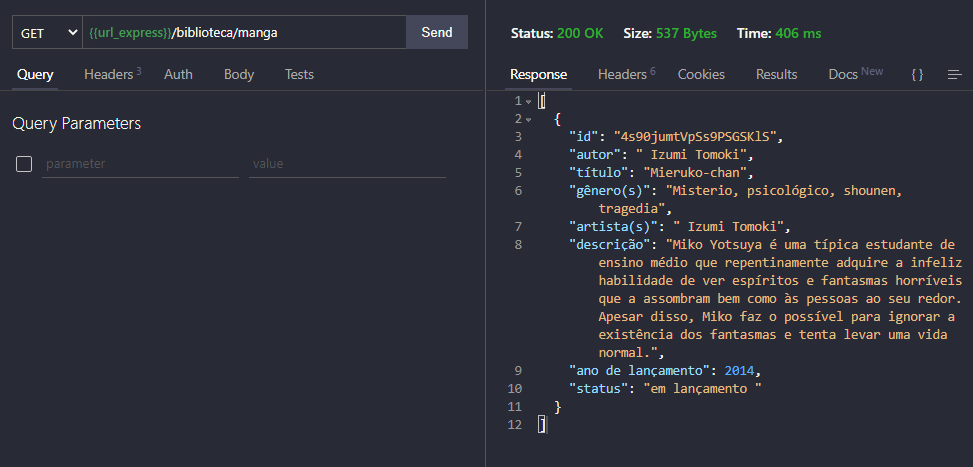 GET {{url_express}}/biblioteca/manga Send
Query Headers 3 Auth Body Tests
Query Parameters
parameter value
Status: 200 OK Size: 537 Bytes Time: 406 ms
Response Headers 6 Cookies Results Docs New { }
1 [
2 {
3 "id": "4s90jumtVpSs9PSGSKlS",
4 "autor": " Izumi Tomoki",
5 "título": "Mieruko-chan",
6 "gênero(s)": "Misterio, psicológico, shounen,
tragedia",
7 "artista(s)": " Izumi Tomoki",
8 "descrição": "Miko Yotsuya é uma típica estudante de
ensino médio que repentinamente adquire a infeliz
habilidade de ver espíritos e fantasmas horríveis
que a assombram bem como às pessoas ao seu redor.
Apesar disso, Miko faz o possível para ignorar a
existência dos fantasmas e tenta levar uma vida
normal.",
9 "ano de lançamento": 2014,
10 "status": "em lançamento "
11 }
12 ]